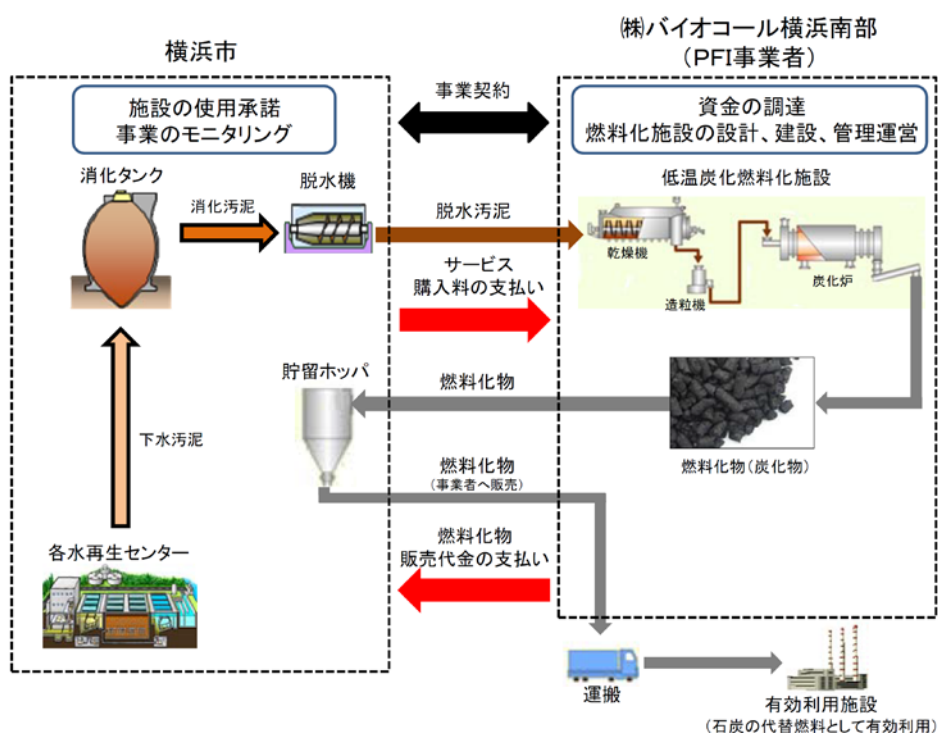 横浜市
㈱バイオコール横浜南部
(PFI事業者)
施設の使用承諾
事業のモニタリング
事業契約
資金の調達
燃料化施設の設計、建設、管理運営
消化タンク
消化汚泥
脱水機
脱水汚泥
低温炭化燃料化施設
乾燥機
造粒機
炭化炉
サービス
購入料の支払い
貯留ホッパ
燃料化物
燃料化物(炭化物)
下水汚泥
燃料化物
(事業者へ販売)
燃料化物
販売代金の支払い
各水再生センター
運搬
有効利用施設
(石炭の代替燃料として有効利用)